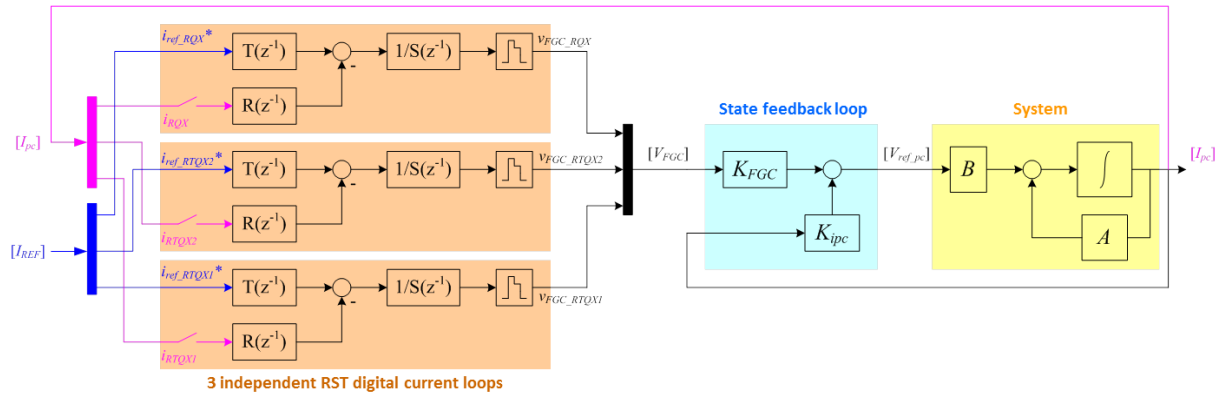 i_ref_RQX*
T(z⁻¹)
-
1/S(z⁻¹)
v_FGC_RQX
R(z⁻¹)
i_RQX
[I_pc]
i_ref_RTQX2*
T(z⁻¹)
-
1/S(z⁻¹)
v_FGC_RTQX2
R(z⁻¹)
i_RTQX2
[I_REF]
i_ref_RTQX1*
T(z⁻¹)
-
1/S(z⁻¹)
v_FGC_RTQX1
R(z⁻¹)
i_RTQX1
3 independent RST digital current loops
[V_FGC]
State feedback loop
K_FGC
K_ipc
[V_ref_pc]
System
B
∫
A
[I_pc]